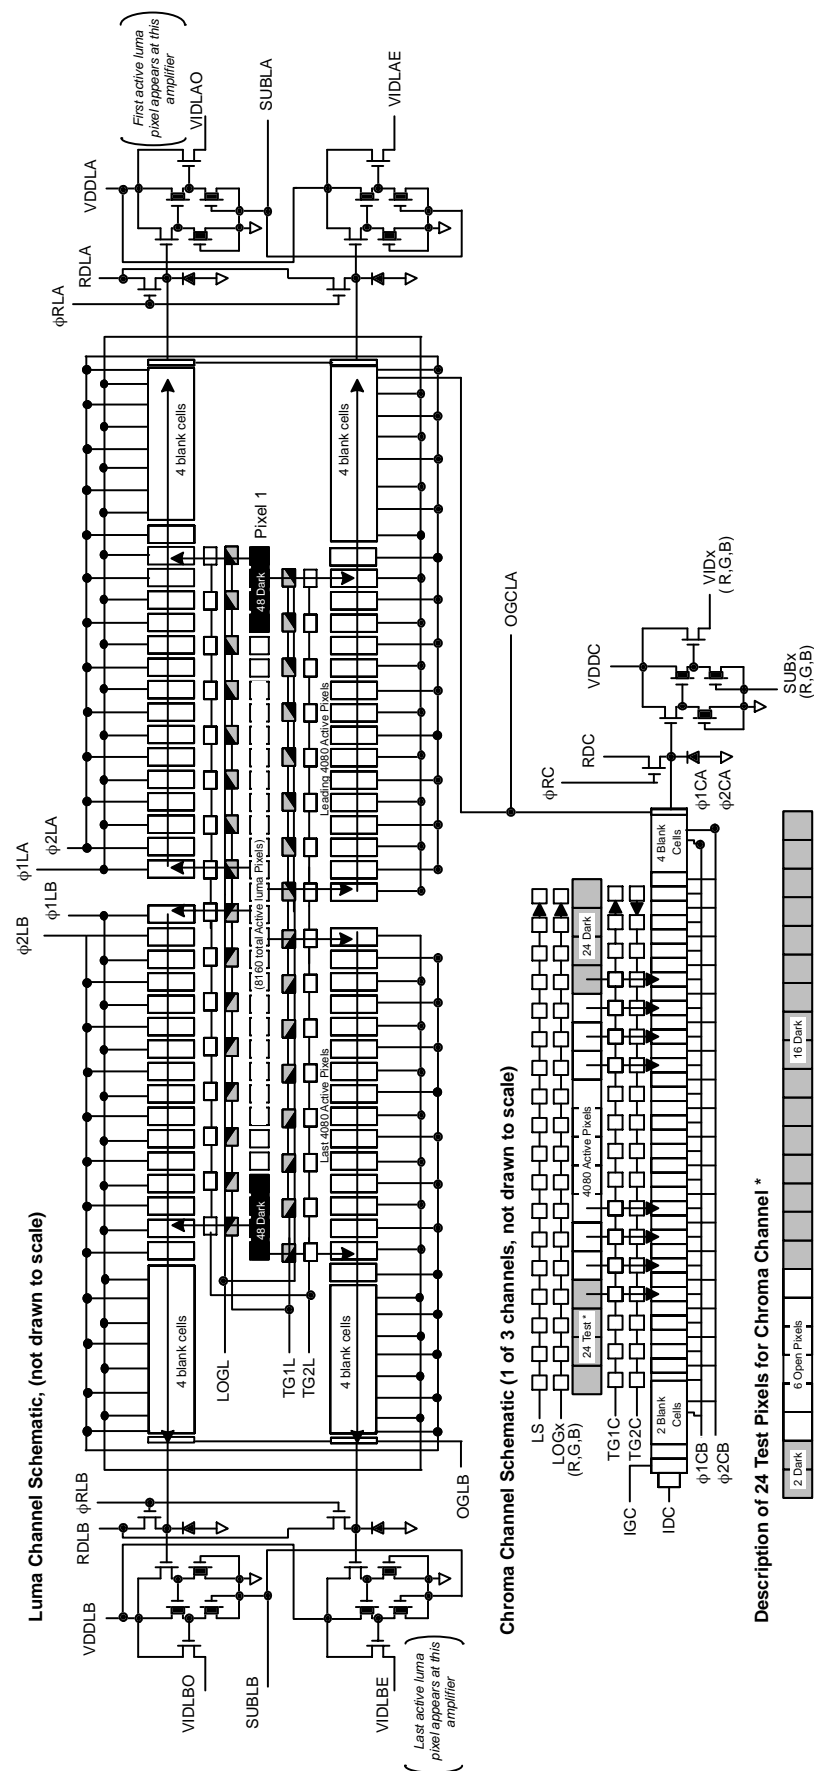 Luma Channel Schematic, (not drawn to scale)
VDDLB
RDLB
ϕRLB
ϕ2LB
ϕ1LB
ϕ1LA
ϕ2LA
ϕRLA
RDLA
VDDLA
First active luma
pixel appears at this
amplifier
VIDLBO
SUBLB
VIDLBE
Last active luma
pixel appears at this
amplifier
VIDLAO
SUBLA
VIDLAE
4 blank cells
4 blank cells
LOGL
48 Dark
(8160 total Active luma Pixels)
48 Dark
Pixel 1
TG1L
TG2L
Last 4080 Active Pixels
Leading 4080 Active Pixels
4 blank cells
4 blank cells
OGLB
OGCLA
Chroma Channel Schematic (1 of 3 channels, not drawn to scale)
LS
LOGx
(R,G,B)
24 Test *
4080 Active Pixels
24 Dark
TG1C
TG2C
IGC
IDC
2 Blank
Cells
4 Blank
Cells
ϕ1CB
ϕ2CB
ϕ1CA
ϕ2CA
ϕRC
RDC
VDDC
VIDx
( R,G,B)
SUBx
(R,G,B)
Description of 24 Test Pixels for Chroma Channel *
2 Dark
6 Open Pixels
16 Dark